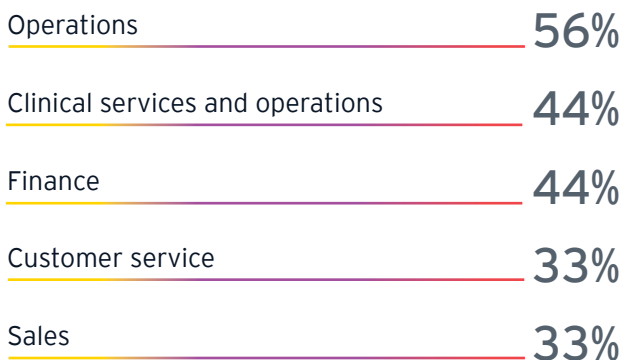 Operations 56%
Clinical services and operations 44%
Finance 44%
Customer service 33%
Sales 33%